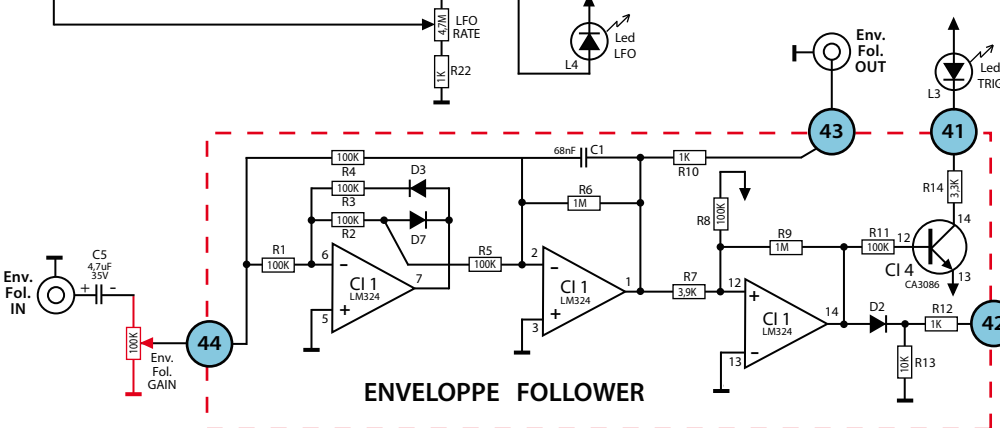 4,7M
LFO
RATE
1K
R22
L4
Led
LFO
Env.
Fol.
OUT
L3
Led
TRIG
43
41
68nF
C1
100K
R4
1K
R10
D3
100K
R3
R6
1M
R8
100K
R14
3,3K
100K
R2
D7
14
R1
100K
6
−
R5
100K
2
−
R9
1M
R11
100K
12
CI 4
CA3086
13
C5
4,7uF
35V
+
-
Env.
Fol.
IN
CI 1
LM324
7
CI 1
LM324
1
R7
3,9K
12
+
5
+
3
+
CI 1
LM324
14
D2
R12
1K
42
100K
44
Env.
Fol.
GAIN
13
−
10K
R13
ENVELOPPE FOLLOWER